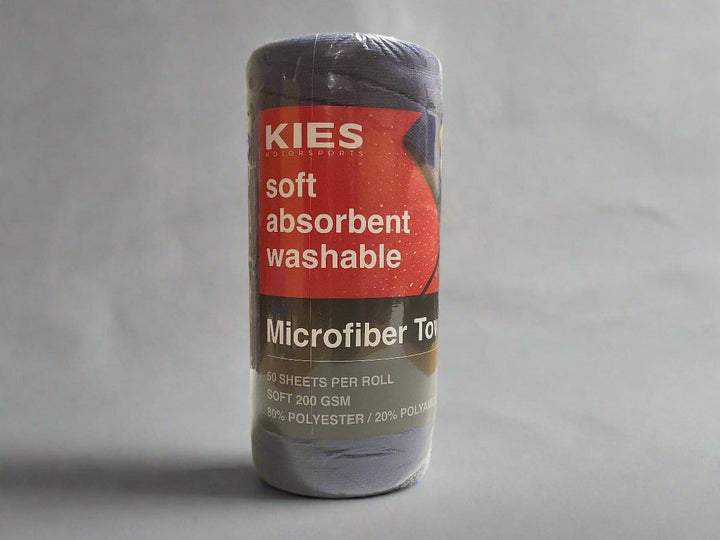 KIES
MOTORSPORTS
soft
absorbent
washable
Microfiber
50 SHEETS PER ROLL
SOFT 200 GSM
80% POLYESTER / 20%